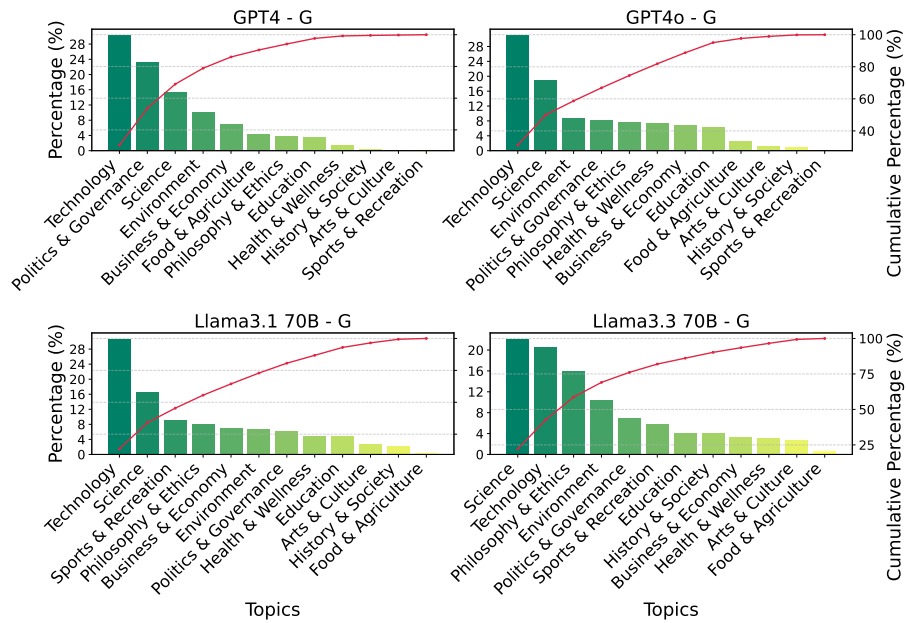 GPT4 - G
Percentage (%)
28
24
20
16
12
8
4
0
Technology
Politics & Governance
Science
Environment
Business & Economy
Food & Agriculture
Philosophy & Ethics
Education
Health & Wellness
History & Society
Arts & Culture
Sports & Recreation
GPT4o - G
28
24
20
16
12
8
4
0
100
80
60
40
Cumulative Percentage (%)
Technology
Science
Environment
Politics & Governance
Philosophy & Ethics
Health & Wellness
Business & Economy
Education
Food & Agriculture
Arts & Culture
History & Society
Sports & Recreation
Llama3.1 70B - G
Percentage (%)
28
24
20
16
12
8
4
0
Technology
Science
Sports & Recreation
Philosophy & Ethics
Business & Economy
Environment
Politics & Governance
Health & Wellness
Education
Arts & Culture
History & Society
Food & Agriculture
Topics
Llama3.3 70B - G
20
16
12
8
4
0
100
75
50
25
Cumulative Percentage (%)
Science
Technology
Philosophy & Ethics
Environment
Politics & Governance
Sports & Recreation
Education
History & Society
Business & Economy
Health & Wellness
Arts & Culture
Food & Agriculture
Topics